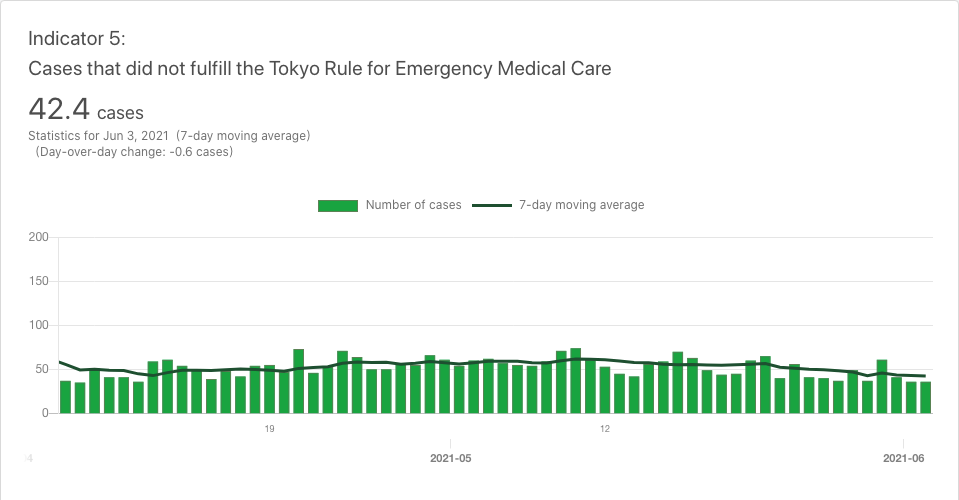 Indicator 5:
Cases that did not fulfill the Tokyo Rule for Emergency Medical Care
42.4 cases
Statistics for Jun 3, 2021 (7-day moving average)
(Day-over-day change: -0.6 cases)
Number of cases 7-day moving average
200
150
100
50
0
19 12
4 2021-05 2021-06